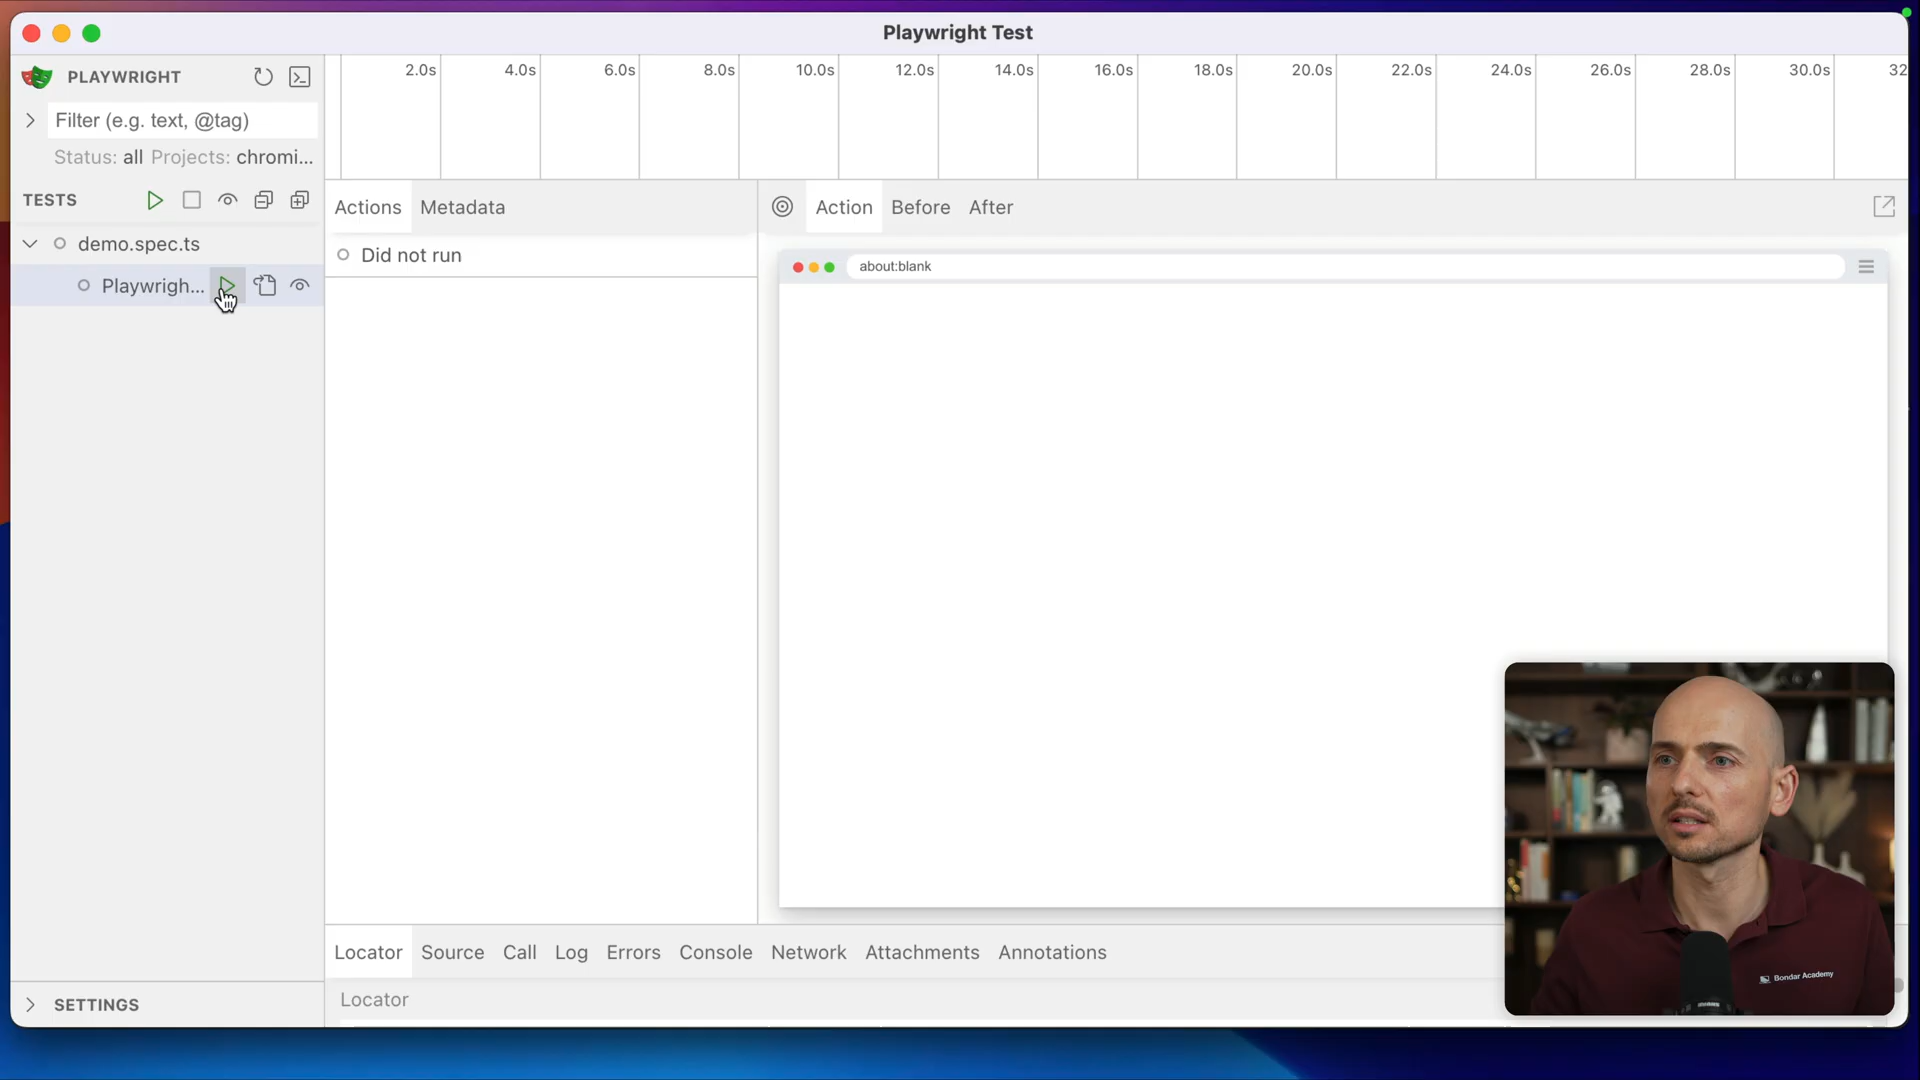 Playwright Test
PLAYWRIGHT
Filter (e.g. text, @tag)
Status: all Projects: chromi...
TESTS
demo.spec.ts
Playwrigh...
SETTINGS
2.0s 4.0s 6.0s 8.0s 10.0s 12.0s 14.0s 16.0s 18.0s 20.0s 22.0s 24.0s 26.0s 28.0s 30.0s 32
Actions Metadata
Did not run
Action Before After
about:blank
Locator Source Call Log Errors Console Network Attachments Annotations
Locator
Bondar Academy